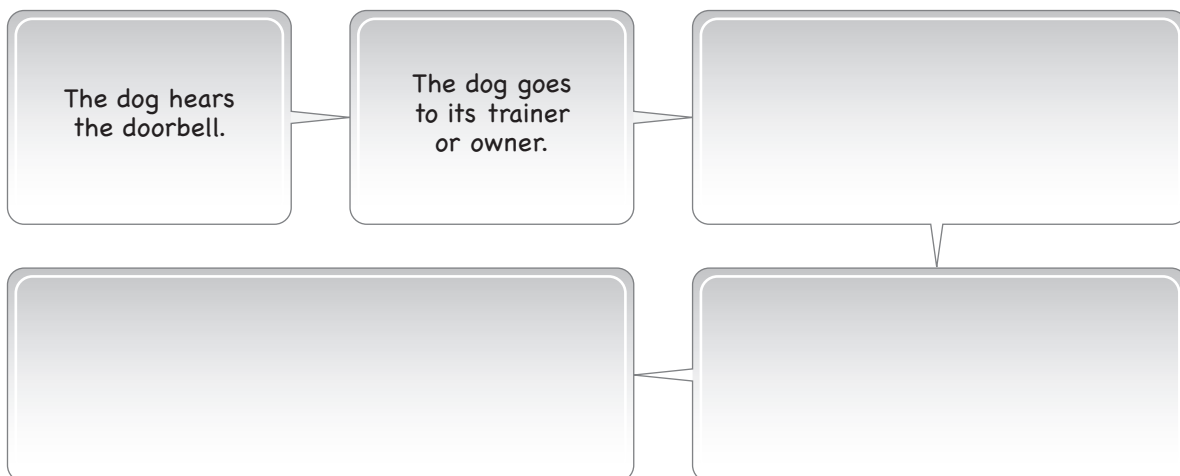 The dog hears
the doorbell.
The dog goes
to its trainer
or owner.